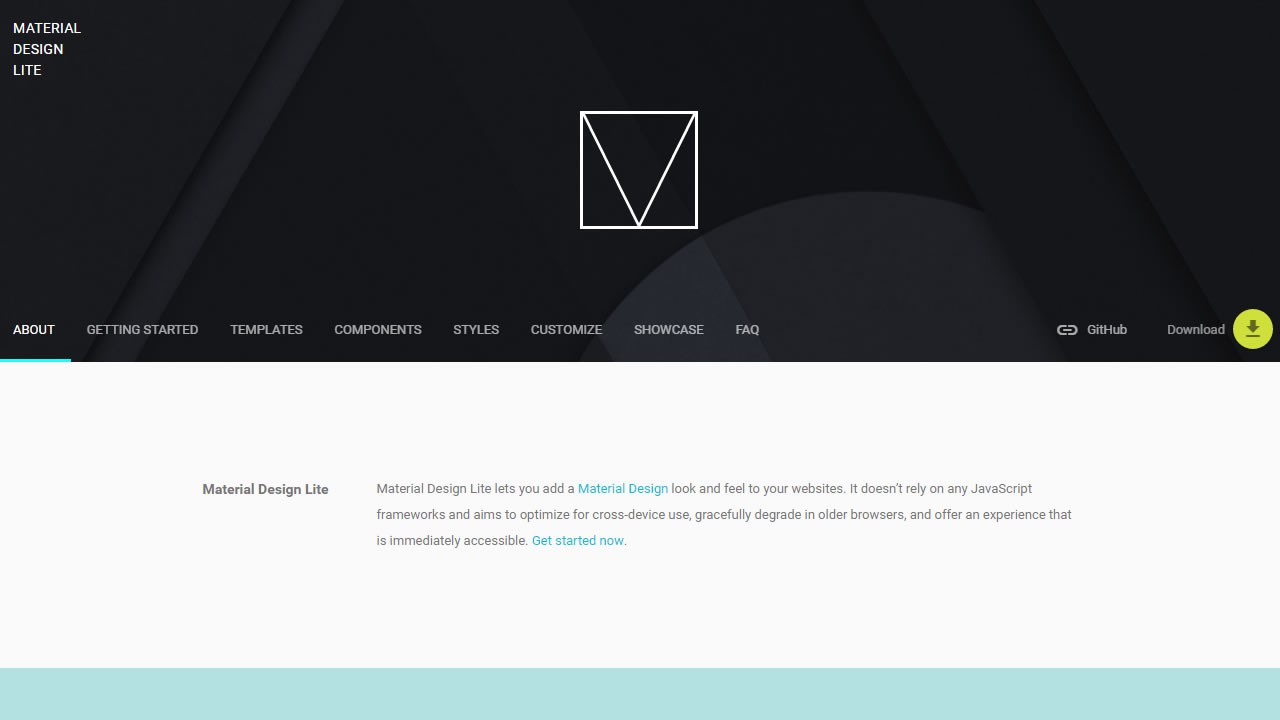 MATERIAL
DESIGN
LITE
ABOUT GETTING STARTED TEMPLATES COMPONENTS STYLES CUSTOMIZE SHOWCASE FAQ GitHub Download
Material Design Lite
Material Design Lite lets you add a Material Design look and feel to your websites. It doesn’t rely on any JavaScript
frameworks and aims to optimize for cross-device use, gracefully degrade in older browsers, and offer an experience that
is immediately accessible. Get started now.